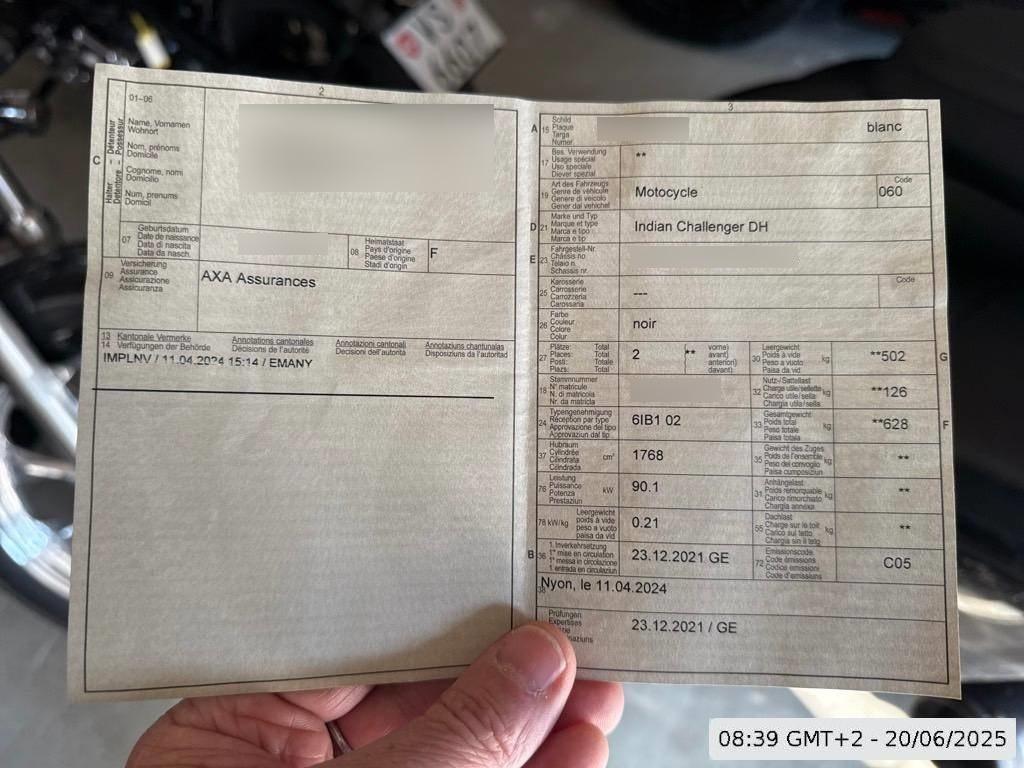 VS
6607
2
01–06
Name, Vornamen
Wohnort
Nom, prénoms
Domicile
Cognome, nomi
Domicilio
Num, prenums
Domicil
C
Halter Détenteur
Detentore Possessur
07
Geburtsdatum
Date de naissance
Data di nascita
Data da nasch.
08
Heimatstaat
Pays d'origine
Paese d'origine
Stadi d'origin
F
09
Versicherung
Assurance
Assicurazione
Assicuranza
AXA Assurances
13 Kantonale Vermerke Annotations cantonales Annotazioni cantonali Annotaziuns chantunalas
14 Verfügungen der Behörde Décisions de l'autorité Decisioni dell'autorità Disposiziuns da l'autoritad
IMPLNV / 11.04.2024 15:14 / EMANY
3
A
15
Schild
Plaque
Targa
Numer
blanc
17
Bes. Verwendung
Usage spécial
Uso speciale
Diever spezial
**
19
Art des Fahrzeugs
Genre de véhicule
Genere di veicolo
Gener dal vehichel
Motocycle
Code
060
D
21
Marke und Typ
Marque et type
Marca e tipo
Marca e tip
Indian Challenger DH
E
23
Fahrgestell-Nr.
Châssis no
Telaio n.
Schassis nr.
25
Karosserie
Carrosserie
Carrozzeria
Carossaria
---
Code
26
Farbe
Couleur
Colore
Colur
noir
27
Plätze: Total
Places: Total
Posti: Totale
Plazs: Total
2
**
vorne)
avant)
anteriori)
davant)
30
Leergewicht
Poids à vide
Peso a vuoto
Paisa da vid
kg
**502
G
18
Stammnummer
N° matricule
N. di matricola
Nr. da matricla
32
Nutz-/Sattellast
Charge utile/sellette
Carico utile/sella
Chargia utila/sella
kg
**126
24
Typengenehmigung
Réception par type
Approvazione del tipo
Approvaziun dal tip
6IB1 02
33
Gesamtgewicht
Poids total
Peso totale
Paisa totala
kg
**628
F
37
Hubraum
Cylindrée
Cilindrata
Cilindrada
cm³
1768
35
Gewicht des Zuges
Poids de l'ensemble
Peso del convoglio
Paisa cumposiziun
kg
**
76
Leistung
Puissance
Potenza
Prestaziun
kW
90.1
31
Anhängelast
Poids remorquable
Carico rimorchiato
Chargia annexa
kg
**
78 kW/kg
Leergewicht
poids à vide
peso a vuoto
paisa da vid
0.21
55
Dachlast
Charge sur le toit
Carico sul tetto
Chargia sin il tetg
kg
**
B
36
1. Inverkehrsetzung
1re mise en circulation
1a messa in circolazione
1. entrada en circulaziun
23.12.2021 GE
72
Emissionscode
Code émissions
Codice emissioni
Code d'emissiuns
C05
38
Nyon, le 11.04.2024
Prüfungen
Expertises
23.12.2021 / GE
08:39 GMT+2 - 20/06/2025